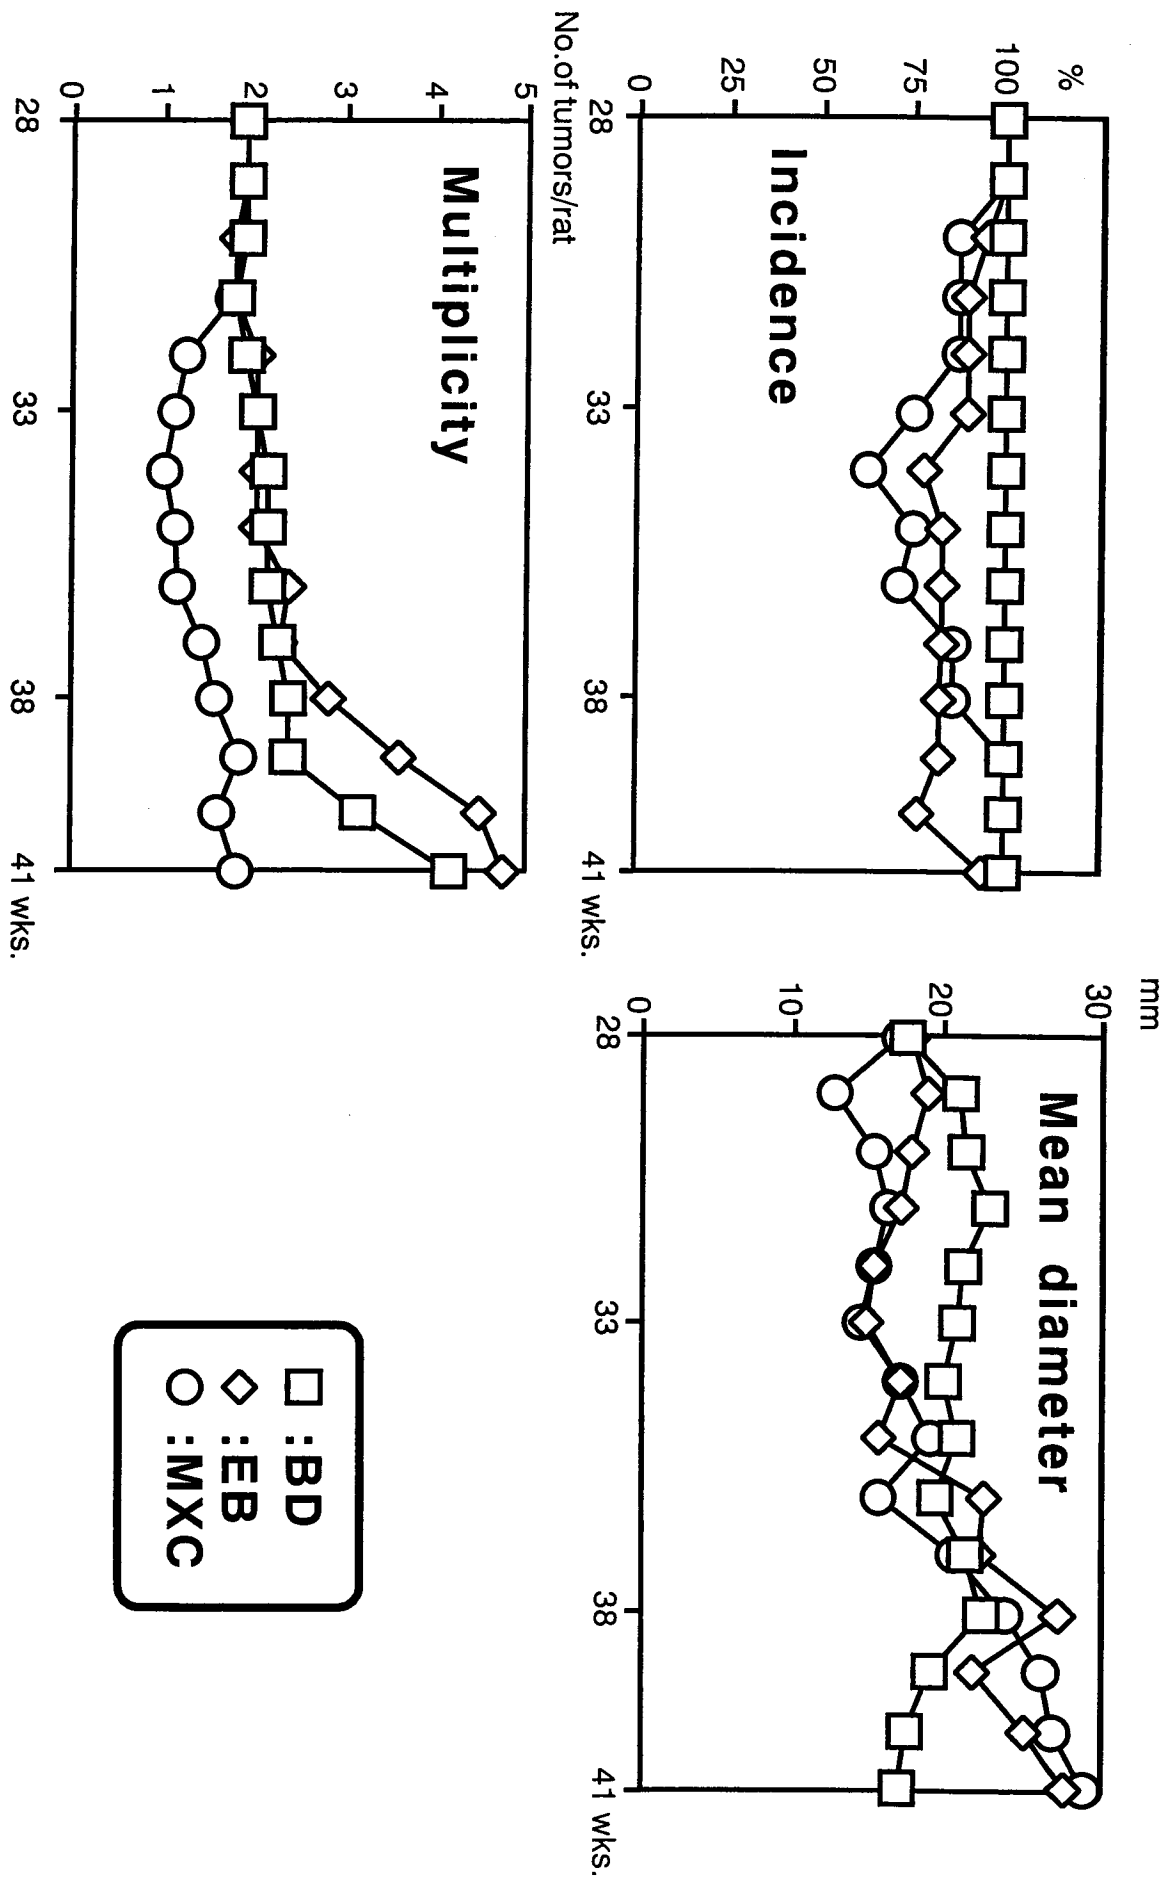 %
100
75
50
25
0
Incidence
28
33
38
41 wks.
No.of tumors/rat
5
4
3
2
1
0
Multiplicity
28
33
38
41 wks.
mm
30
20
10
0
Mean diameter
28
33
38
41 wks.
:BD
:EB
:MXC